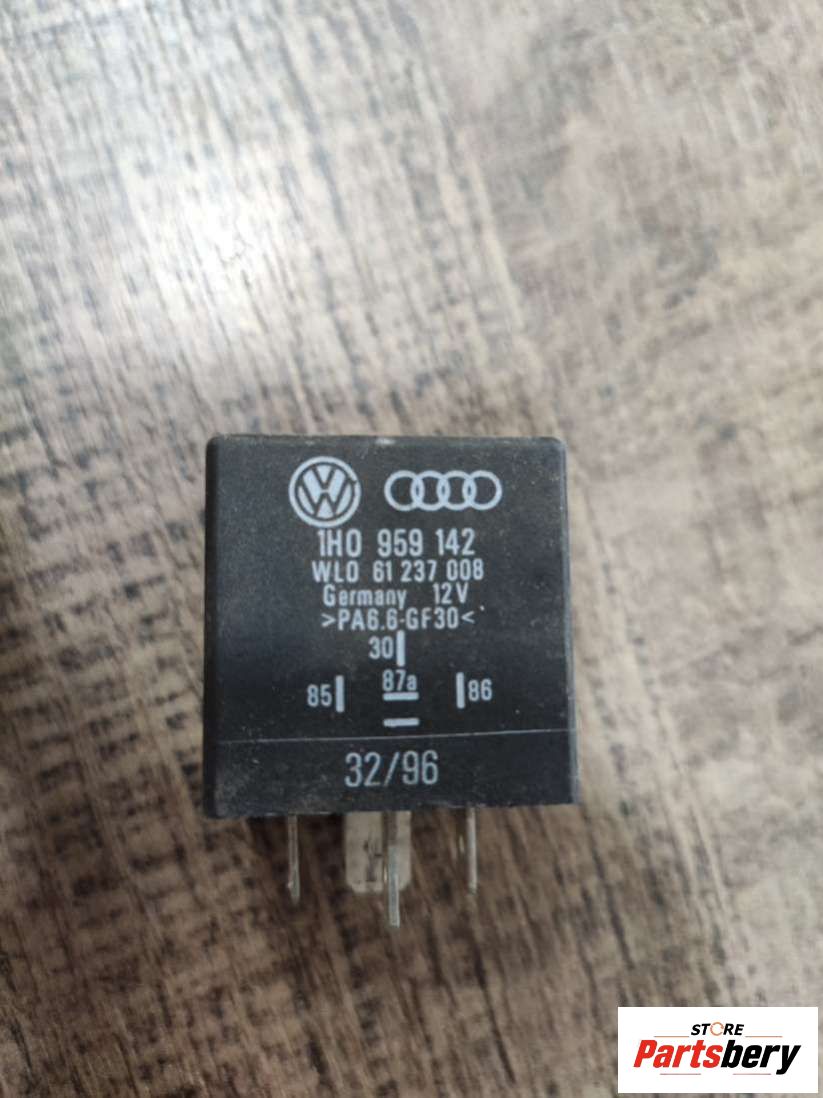 1H0 959 142
WL0 61 237 008
Germany 12V
>PA6.6-GF30<
30
85 87a 86
32/96
STORE
Partsbery